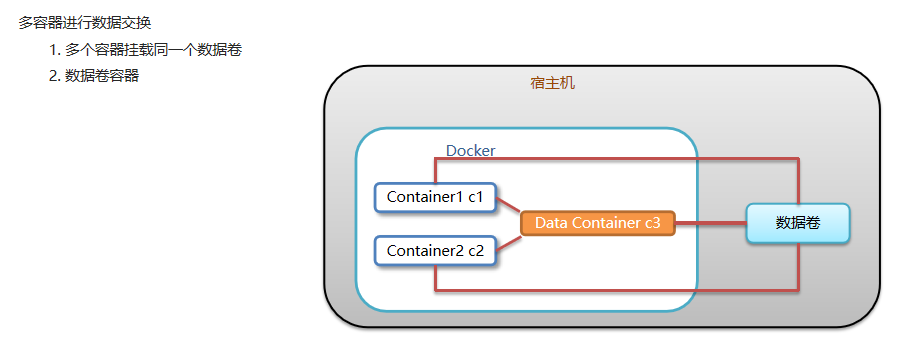 多容器进行数据交换
1. 多个容器挂载同一个数据卷
2. 数据卷容器
宿主机
Docker
Container1 c1
Data Container c3
数据卷
Container2 c2